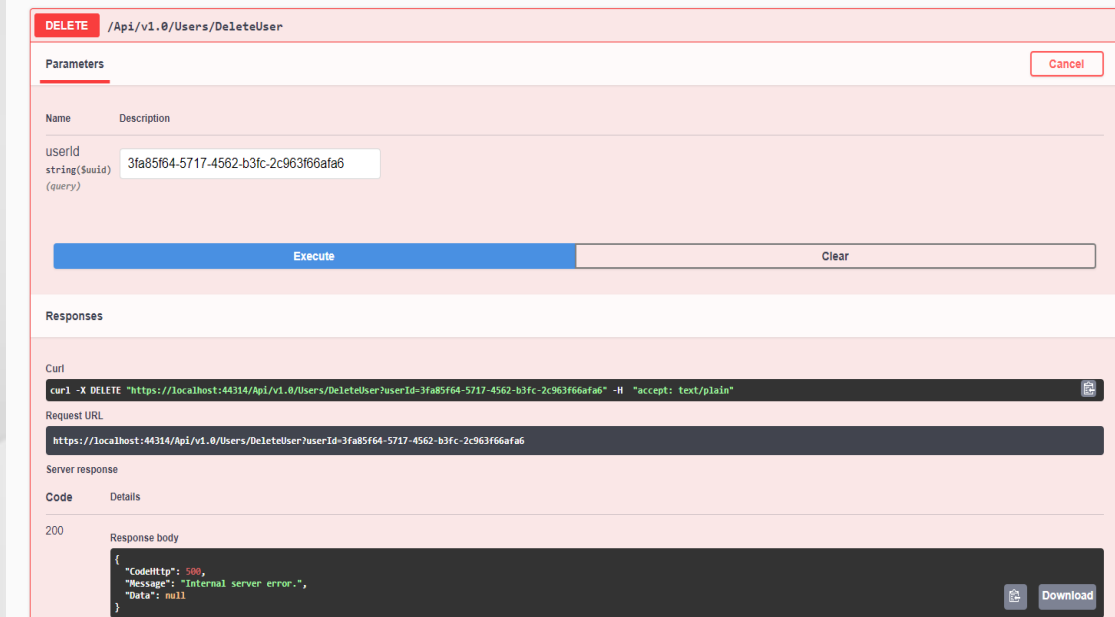 DELETE /Api/v1.0/Users/DeleteUser
Parameters
Cancel
Name Description
userId
string($uuid)
(query)
3fa85f64-5717-4562-b3fc-2c963f66afa6
Execute Clear
Responses
Curl
curl -X DELETE "https://localhost:44314/Api/v1.0/Users/DeleteUser?userId=3fa85f64-5717-4562-b3fc-2c963f66afa6" -H  "accept: text/plain"
Request URL
https://localhost:44314/Api/v1.0/Users/DeleteUser?userId=3fa85f64-5717-4562-b3fc-2c963f66afa6
Server response
Code Details
200
Response body
{
  "CodeHttp": 500,
  "Message": "Internal server error.",
  "Data": null
}
Download